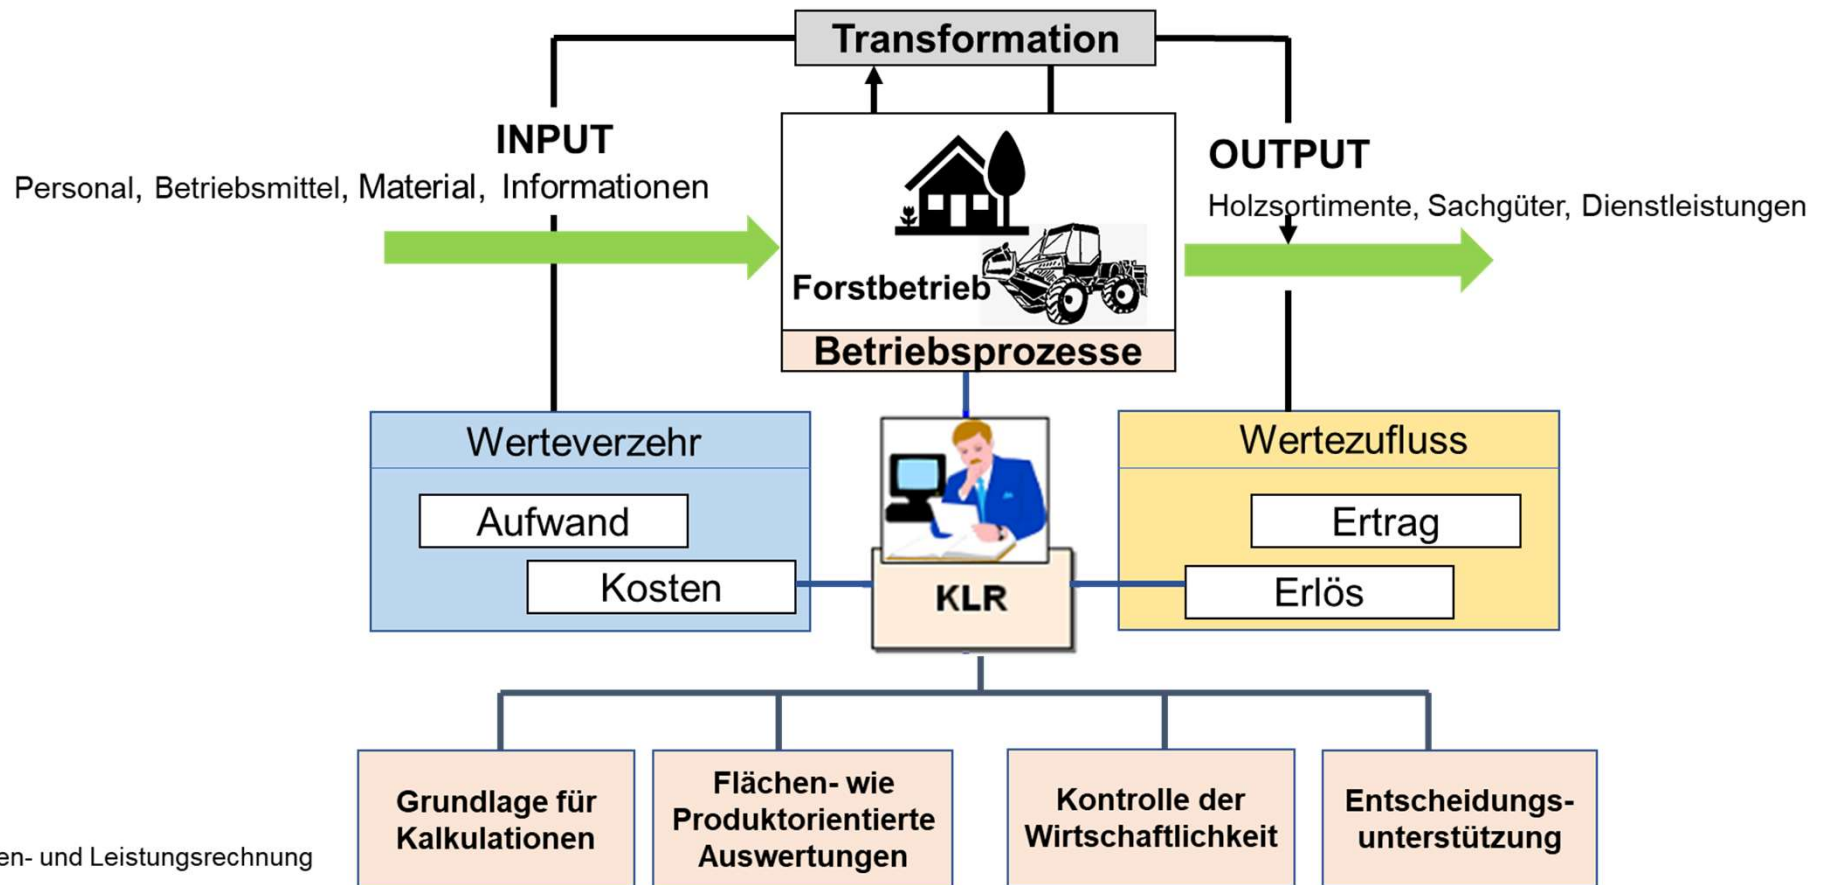 Transformation
INPUT
Personal, Betriebsmittel, Material, Informationen
OUTPUT
Holzsortimente, Sachgüter, Dienstleistungen
Forstbetrieb
Betriebsprozesse
Werteverzehr
Aufwand
Kosten
KLR
Wertezufluss
Ertrag
Erlös
Grundlage für
Kalkulationen
Flächen- wie
Produktorientierte
Auswertungen
Kontrolle der
Wirtschaftlichkeit
Entscheidungs-
unterstützung
en- und Leistungsrechnung